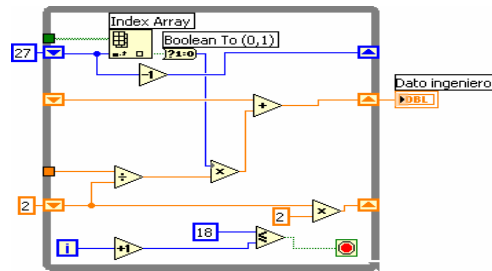 Index Array
Boolean To (0,1)
27
?1:0
-1
Dato ingeniero
DBL
+
×
÷
2
×
2
18
≤
i
+1